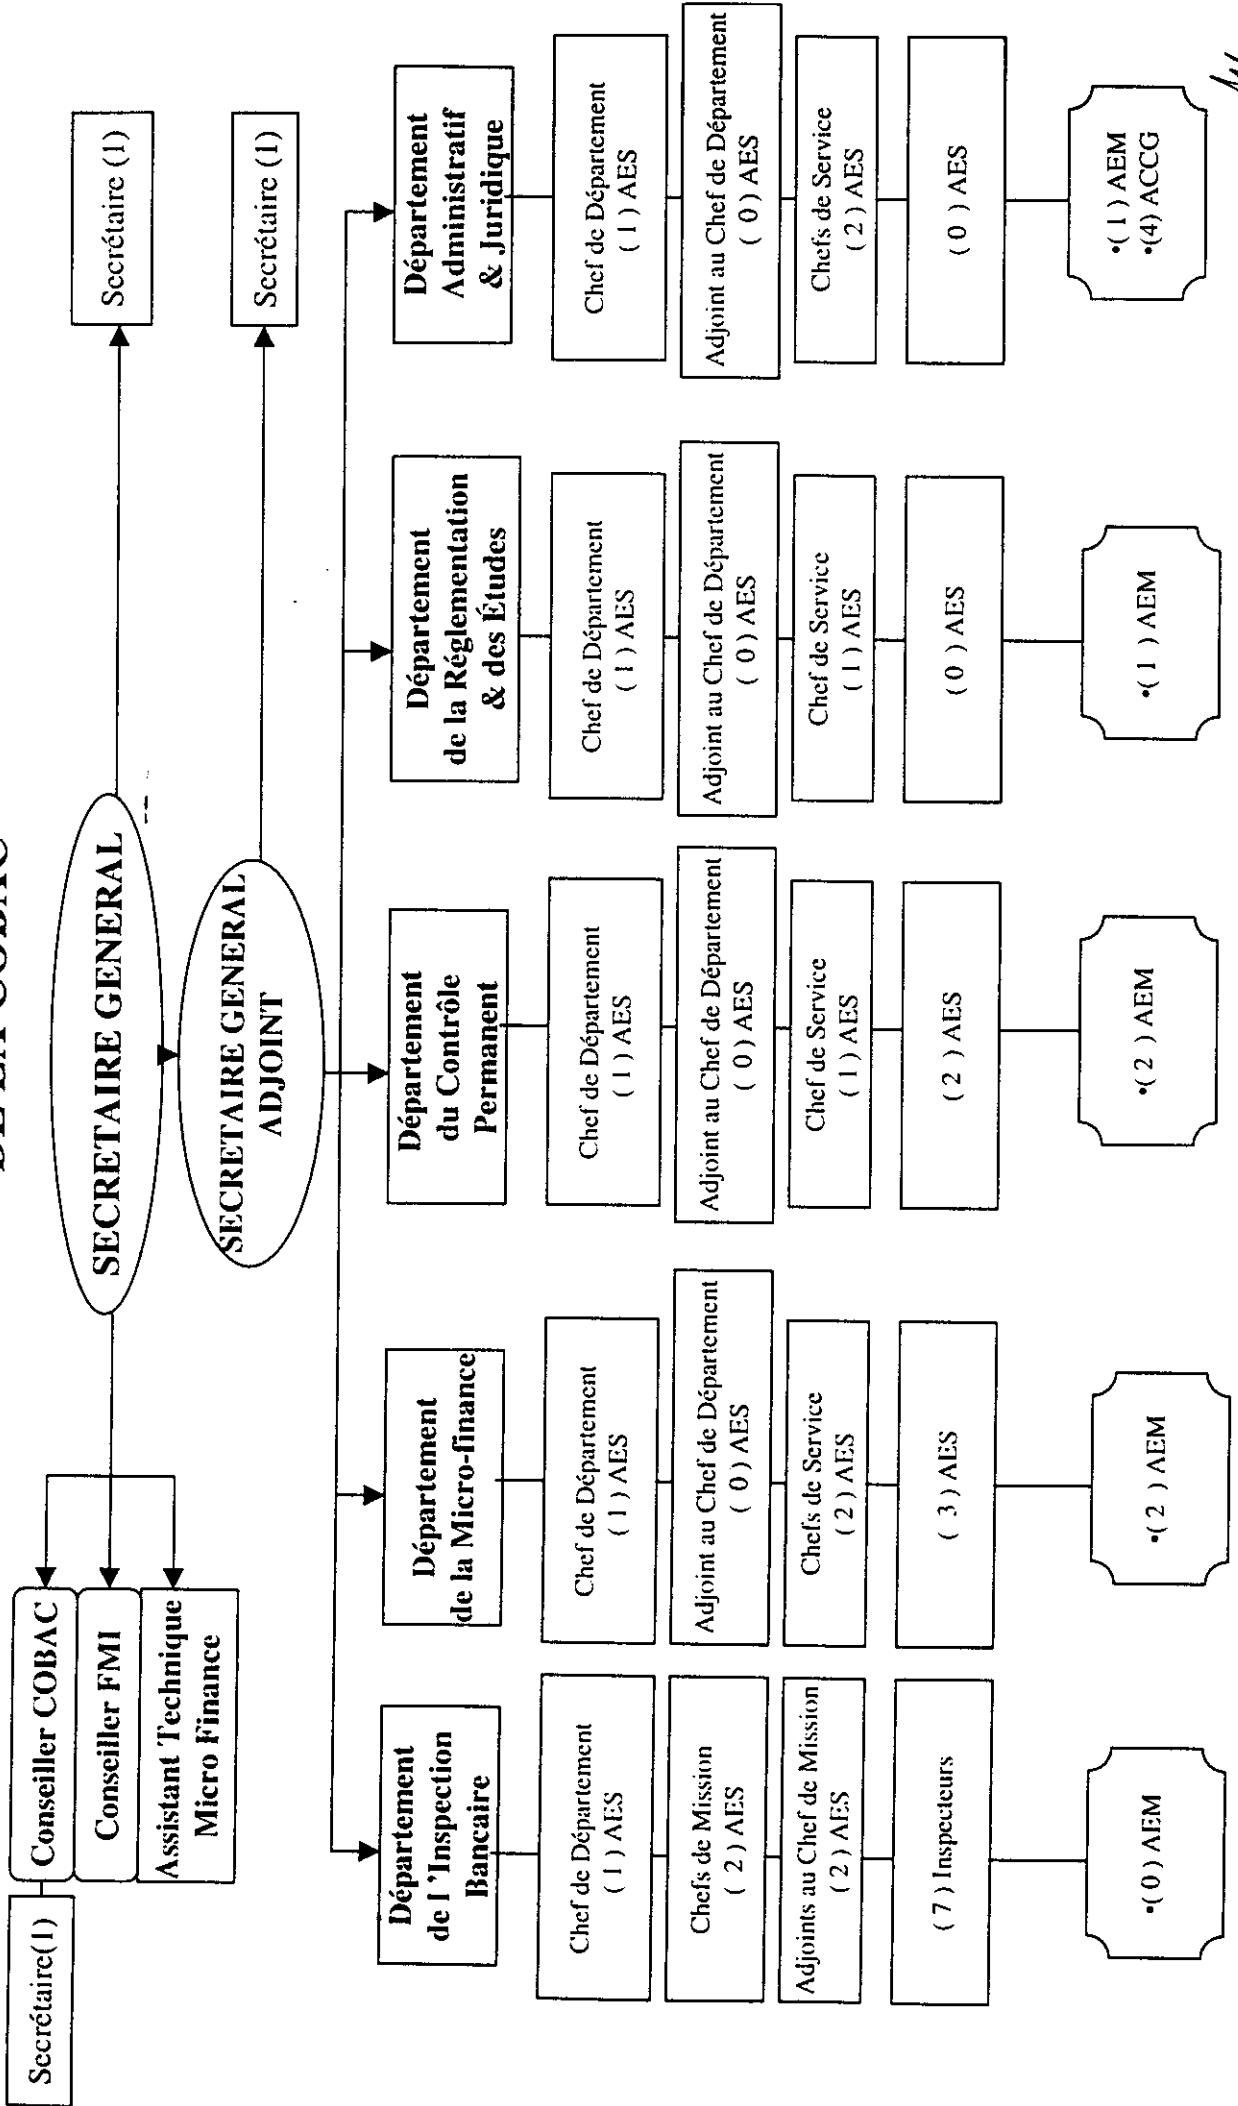 DE LA COBAC
Secrétaire(1)
Conseiller COBAC
Conseiller FMI
Assistant Technique
Micro Finance
SECRETAIRE GENERAL
Secrétaire (1)
SECRETAIRE GENERAL
ADJOINT
Secrétaire (1)
Département
de l ’Inspection
Bancaire
Chef de Département
( 1 ) AES
Chefs de Mission
( 2 ) AES
Adjoints au Chef de Mission
( 2 ) AES
( 7 ) Inspecteurs
•( 0 ) AEM
Département
de la Micro-finance
Chef de Département
( 1 ) AES
Adjoint au Chef de Département
( 0 ) AES
Chefs de Service
( 2 ) AES
( 3 ) AES
•( 2 ) AEM
Département
du Contrôle
Permanent
Chef de Département
( 1 ) AES
Adjoint au Chef de Département
( 0 ) AES
Chef de Service
( 1 ) AES
( 2 ) AES
•( 2 ) AEM
Département
de la Réglementation
& des Études
Chef de Département
( 1 ) AES
Adjoint au Chef de Département
( 0 ) AES
Chef de Service
( 1 ) AES
( 0 ) AES
•( 1 ) AEM
Département
Administratif
& Juridique
Chef de Département
( 1 ) AES
Adjoint au Chef de Département
( 0 ) AES
Chefs de Service
( 2 ) AES
( 0 ) AES
•( 1 ) AEM
•(4) ACCG